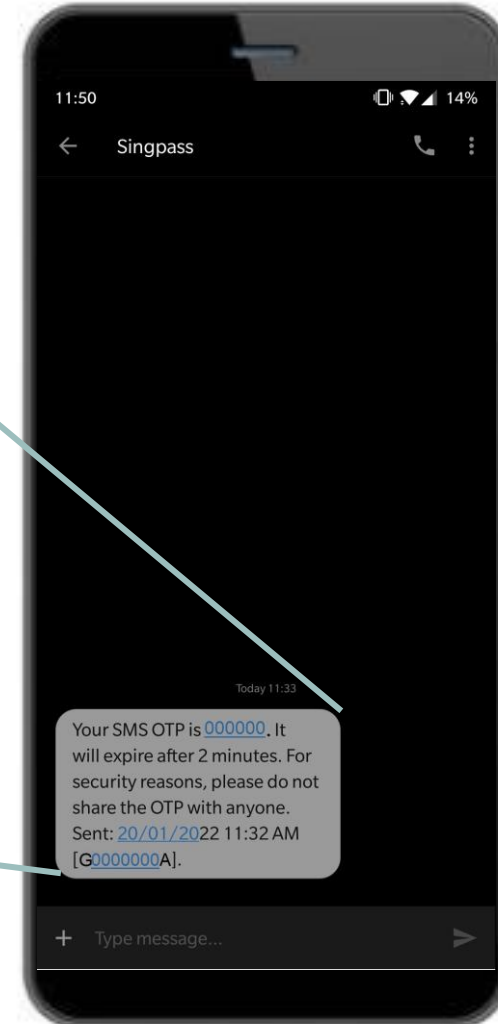 11:50 14%
Singpass
Today 11:33
Your SMS OTP is 000000. It
will expire after 2 minutes. For
security reasons, please do not
share the OTP with anyone.
Sent: 20/01/2022 11:32 AM
[G0000000A].
Type message...